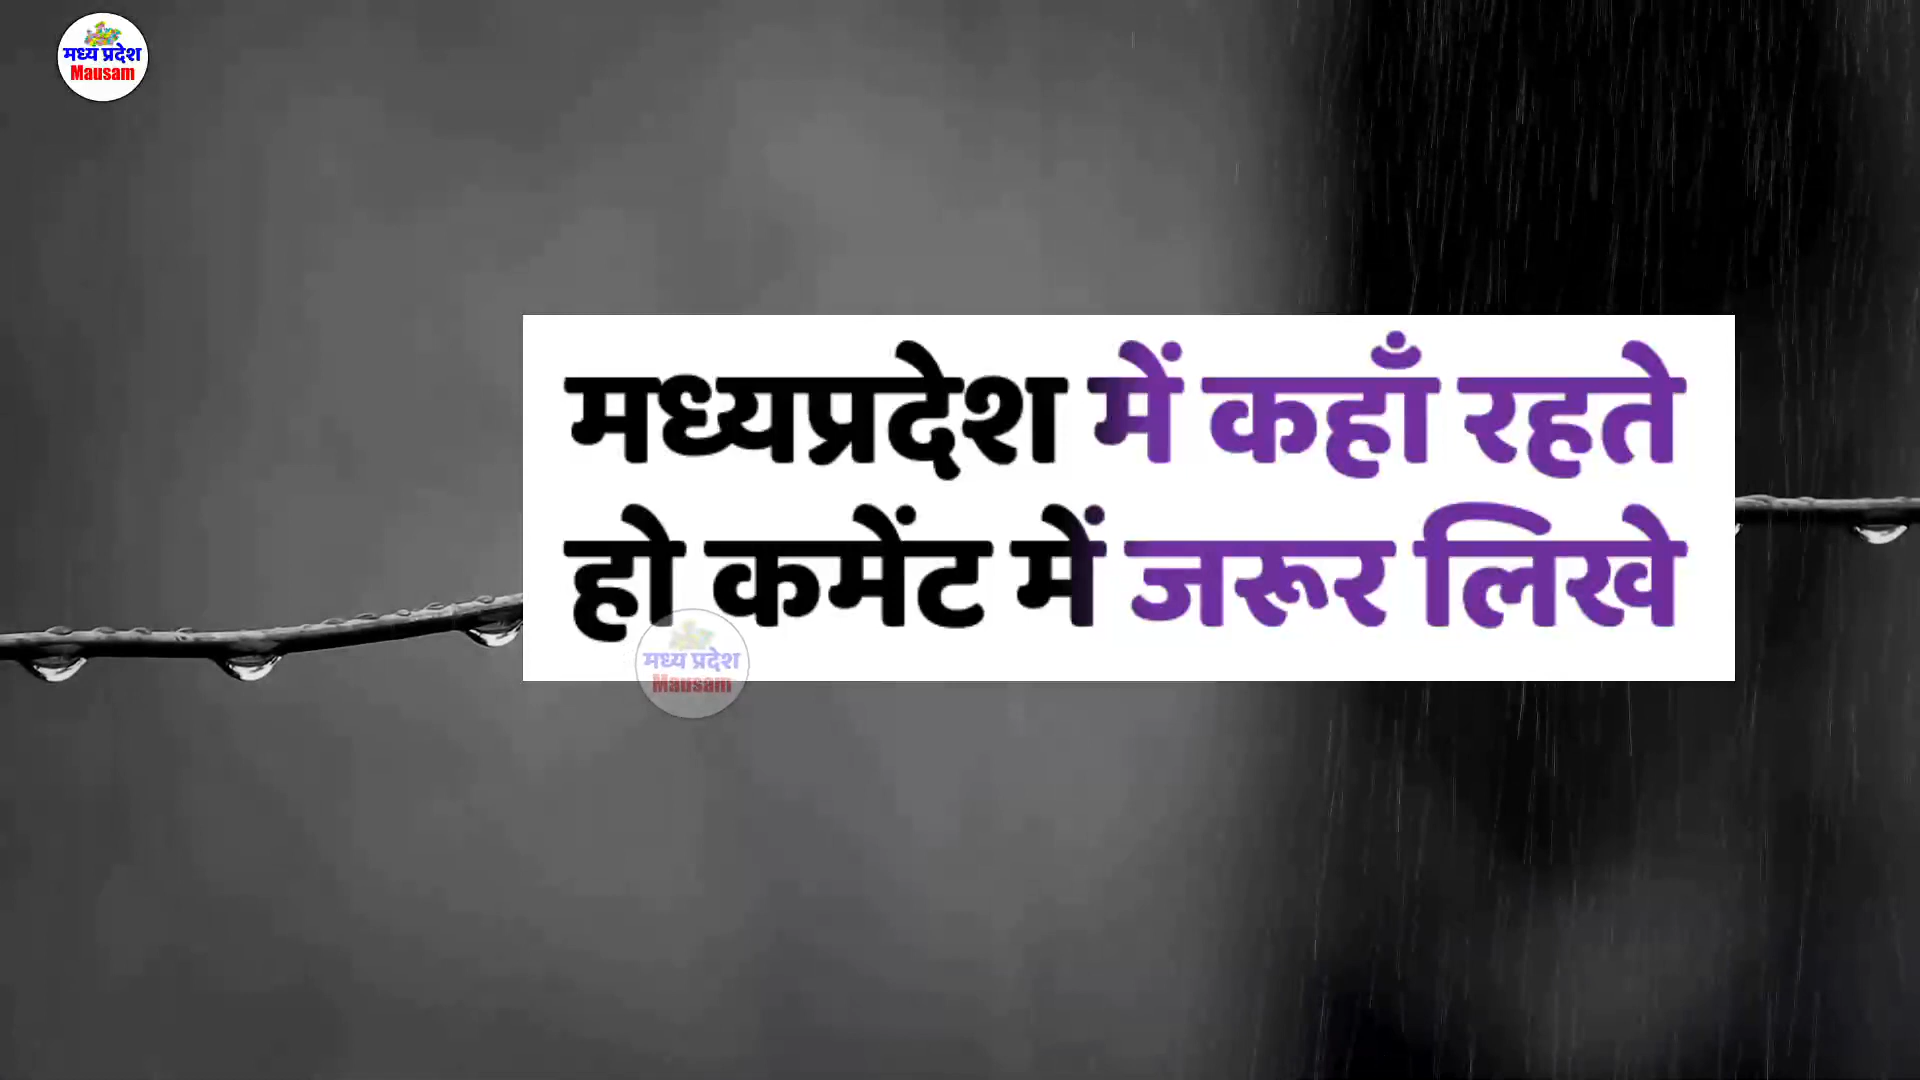 मध्य प्रदेश
Mausam
मध्यप्रदेश में कहाँ रहते
हो कमेंट में जरूर लिखे
मध्य प्रदेश
Mausam